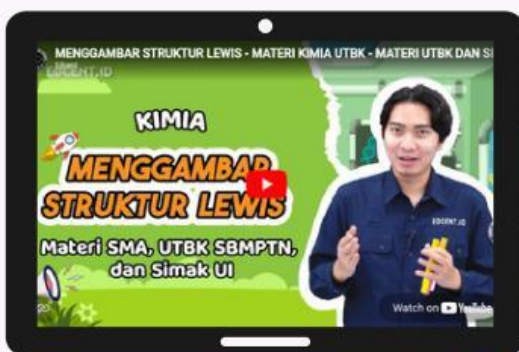 MENGGAMBAR STRUKTUR LEWIS - MATERI KIMIA UTBK - MATERI UTBK DAN SI
EDCENT.ID
KIMIA
MENGGAMBAR
STRUKTUR LEWIS
Materi SMA, UTBK SBMPTN,
dan Simak UI
EDCENT.ID
Watch on YouTube